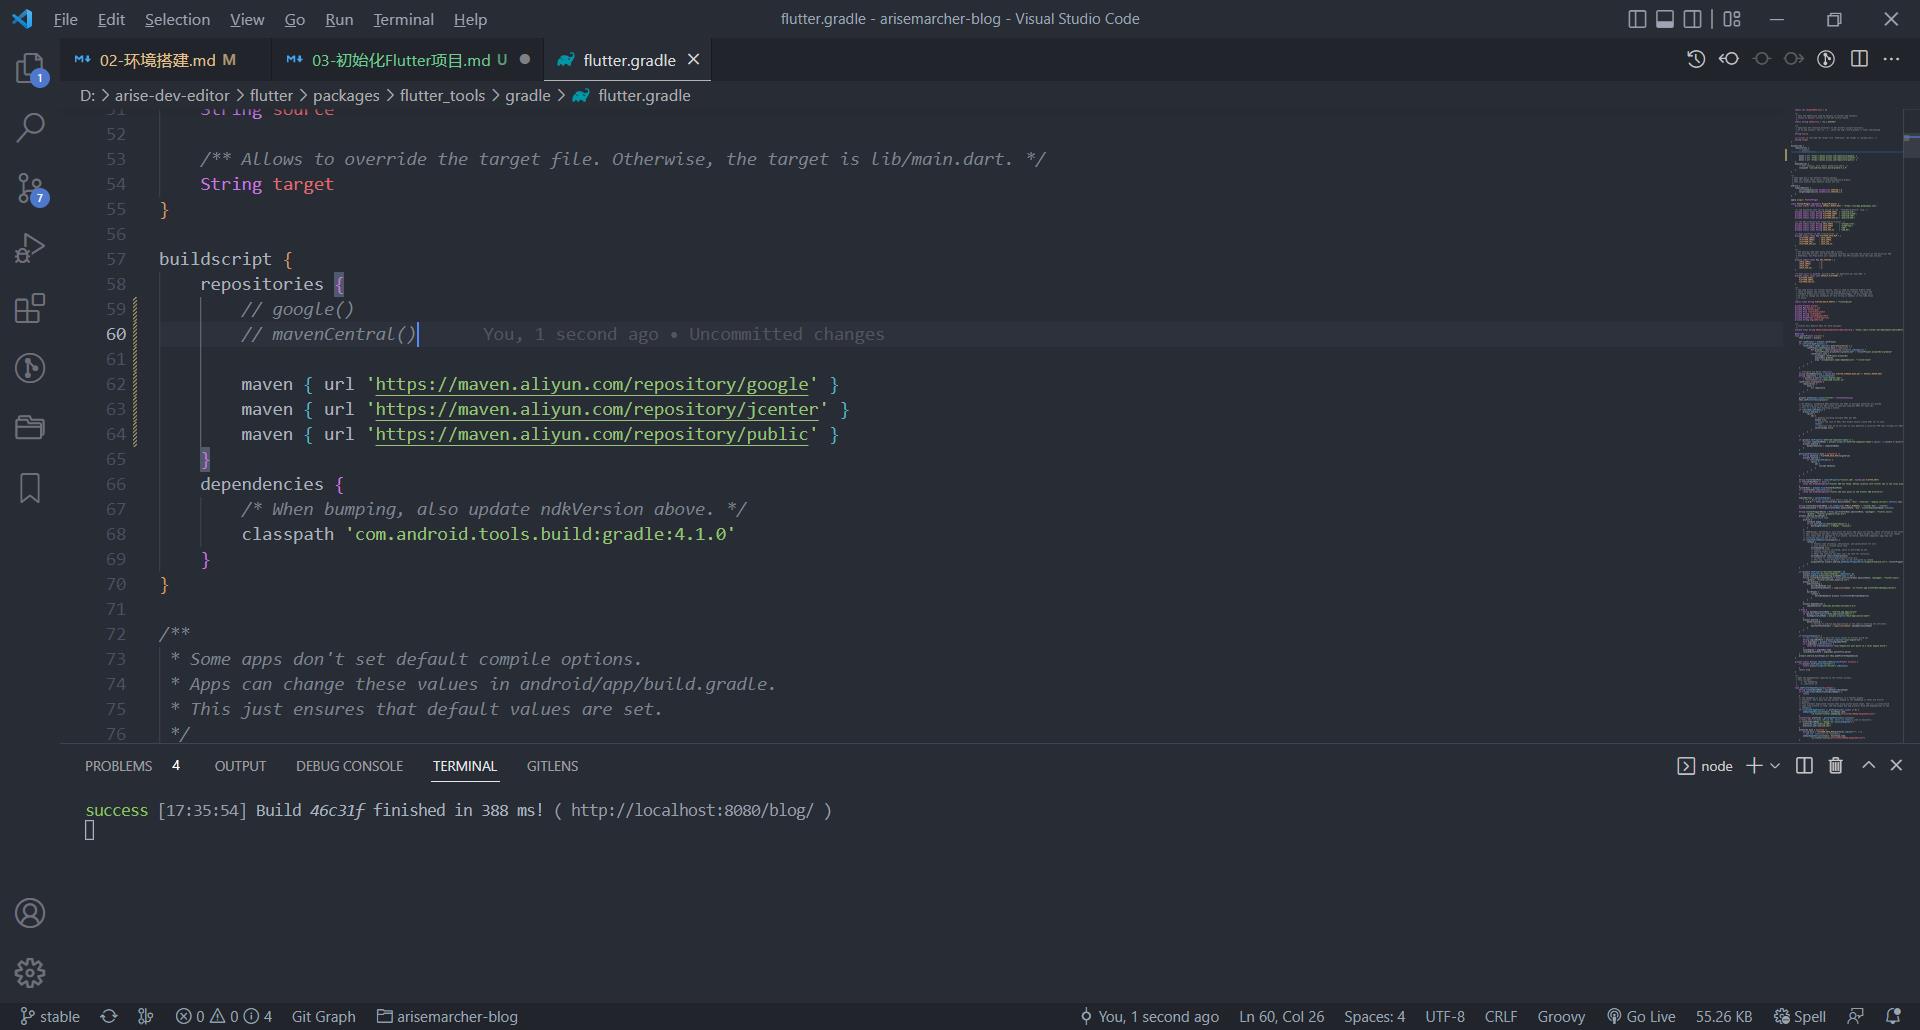 File Edit Selection View Go Run Terminal Help
flutter.gradle - arisemarcher-blog - Visual Studio Code
02-环境搭建.md M
03-初始化Flutter项目.md U
flutter.gradle
D: > arise-dev-editor > flutter > packages > flutter_tools > gradle > flutter.gradle
51 String source
52
53 /** Allows to override the target file. Otherwise, the target is lib/main.dart. */
54 String target
55 }
56
57 buildscript {
58 repositories {
59 // google()
60 // mavenCentral() You, 1 second ago • Uncommitted changes
61
62 maven { url 'https://maven.aliyun.com/repository/google' }
63 maven { url 'https://maven.aliyun.com/repository/jcenter' }
64 maven { url 'https://maven.aliyun.com/repository/public' }
65 }
66 dependencies {
67 /* When bumping, also update ndkVersion above. */
68 classpath 'com.android.tools.build:gradle:4.1.0'
69 }
70 }
71
72 /**
73 * Some apps don't set default compile options.
74 * Apps can change these values in android/app/build.gradle.
75 * This just ensures that default values are set.
76 */
1
7
PROBLEMS 4 OUTPUT DEBUG CONSOLE TERMINAL GITLENS
node
success [17:35:54] Build 46c31f finished in 388 ms! ( http://localhost:8080/blog/ )
stable 0 0 4 Git Graph arisemarcher-blog
You, 1 second ago Ln 60, Col 26 Spaces: 4 UTF-8 CRLF Groovy Go Live 55.26 KB Spell